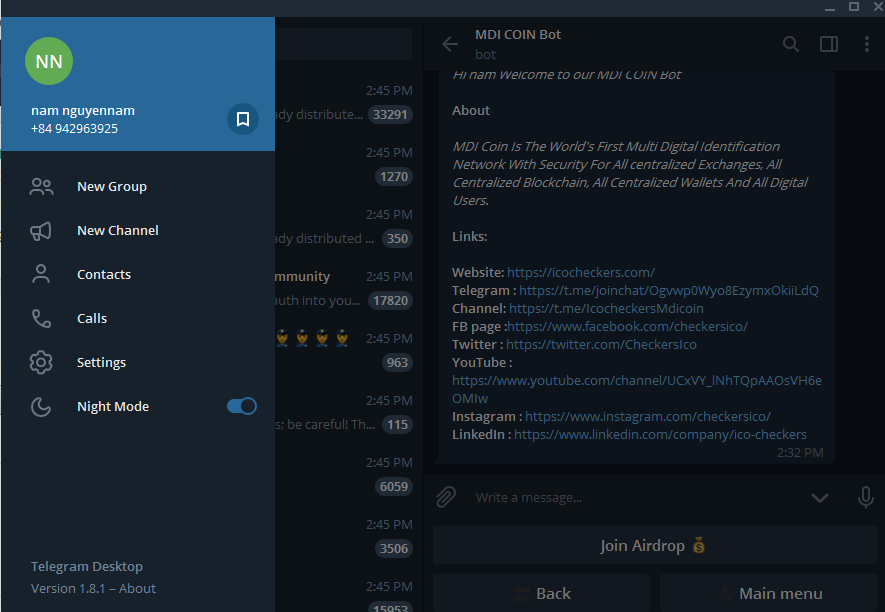 NN
nam nguyennam
+84 942963925
New Group
New Channel
Contacts
Calls
Settings
Night Mode
Telegram Desktop
Version 1.8.1 – About
2:45 PM
ady distribute... 33291
2:45 PM
1270
2:45 PM
ady distributed ... 350
mmunity 2:45 PM
auth into you... 17820
2:45 PM
963
2:45 PM
s; be careful! Th... 115
2:45 PM
6059
2:45 PM
3506
2:45 PM
15953
MDI COIN Bot
bot
Hi nam Welcome to our MDI COIN Bot
About
MDI Coin Is The World's First Multi Digital Identification
Network With Security For All centralized Exchanges, All
Centralized Blockchain, All Centralized Wallets And All Digital
Users.
Links:
Website: https://icocheckers.com/
Telegram : https://t.me/joinchat/Ogvwp0Wyo8EzymxOkiiLdQ
Channel: https://t.me/IcocheckersMdicoin
FB page :https://www.facebook.com/checkersico/
Twitter : https://twitter.com/CheckersIco
YouTube :
https://www.youtube.com/channel/UCxVY_lNhTQpAAOsVH6e
OMIw
Instagram : https://www.instagram.com/checkersico/
LinkedIn : https://www.linkedin.com/company/ico-checkers
2:32 PM
Write a message...
Join Airdrop 💰
Back Main menu